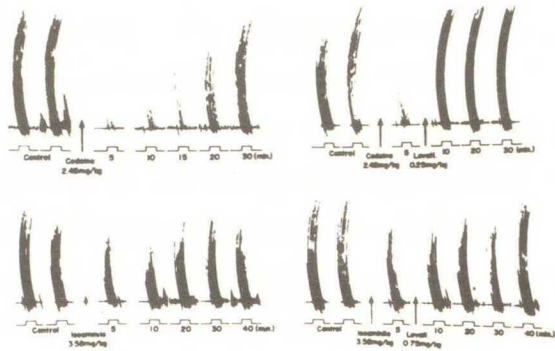 Control 5 10 15 20 30 (min.)
Codeine
2.48mg/kg
Control 5 10 20 30 (min.)
Codeine Levall.
2.48mg/kg 0.25mg/kg
Control 5 10 20 30 40 (min.)
3.58mg/kg
Control 5 10 20 30 40 (min.)
Levall.
3.58mg/kg 0.75mg/kg